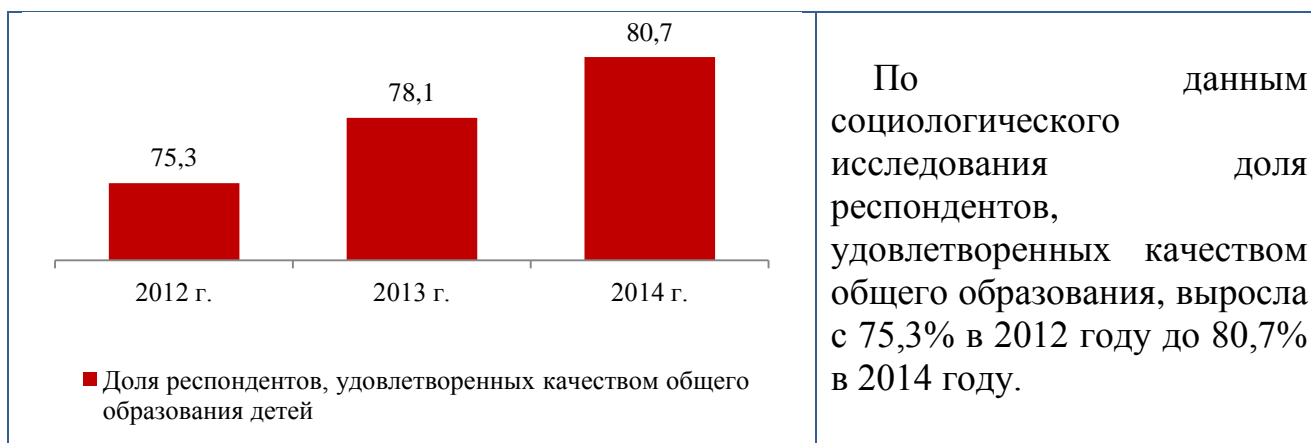 80,7
78,1
75,3
2012 г.
2013 г.
2014 г.
Доля респондентов, удовлетворенных качеством общего
образования детей
По данным
социологического
исследования доля
респондентов,
удовлетворенных качеством
общего образования, выросла
с 75,3% в 2012 году до 80,7%
в 2014 году.